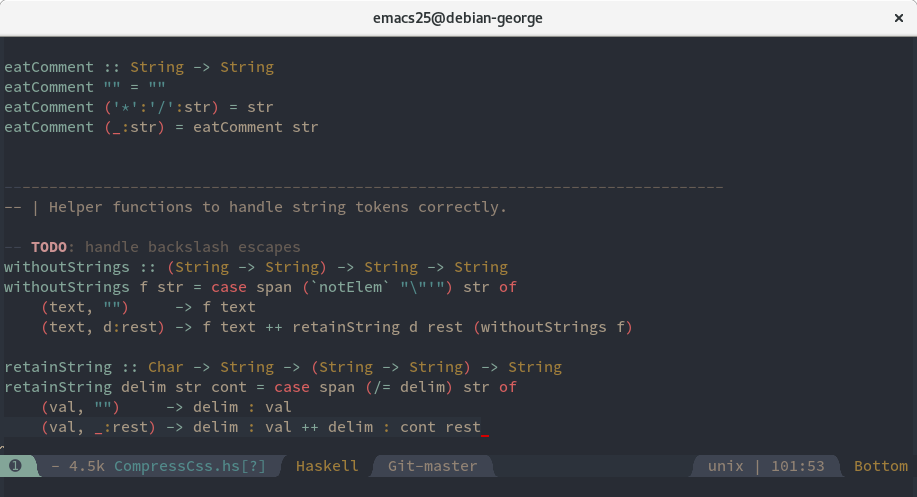 emacs25@debian-george ×
eatComment :: String -> String
eatComment "" = ""
eatComment ('*':'/':str) = str
eatComment (_:str) = eatComment str
--------------------------------------------------------------------------------
-- | Helper functions to handle string tokens correctly.
-- TODO: handle backslash escapes
withoutStrings :: (String -> String) -> String -> String
withoutStrings f str = case span (`notElem` "\"'") str of
    (text, "")     -> f text
    (text, d:rest) -> f text ++ retainString d rest (withoutStrings f)
retainString :: Char -> String -> (String -> String) -> String
retainString delim str cont = case span (/= delim) str of
    (val, "")     -> delim : val
    (val, _:rest) -> delim : val ++ delim : cont rest
❶ - 4.5k CompressCss.hs[?] Haskell Git-master unix | 101:53 Bottom